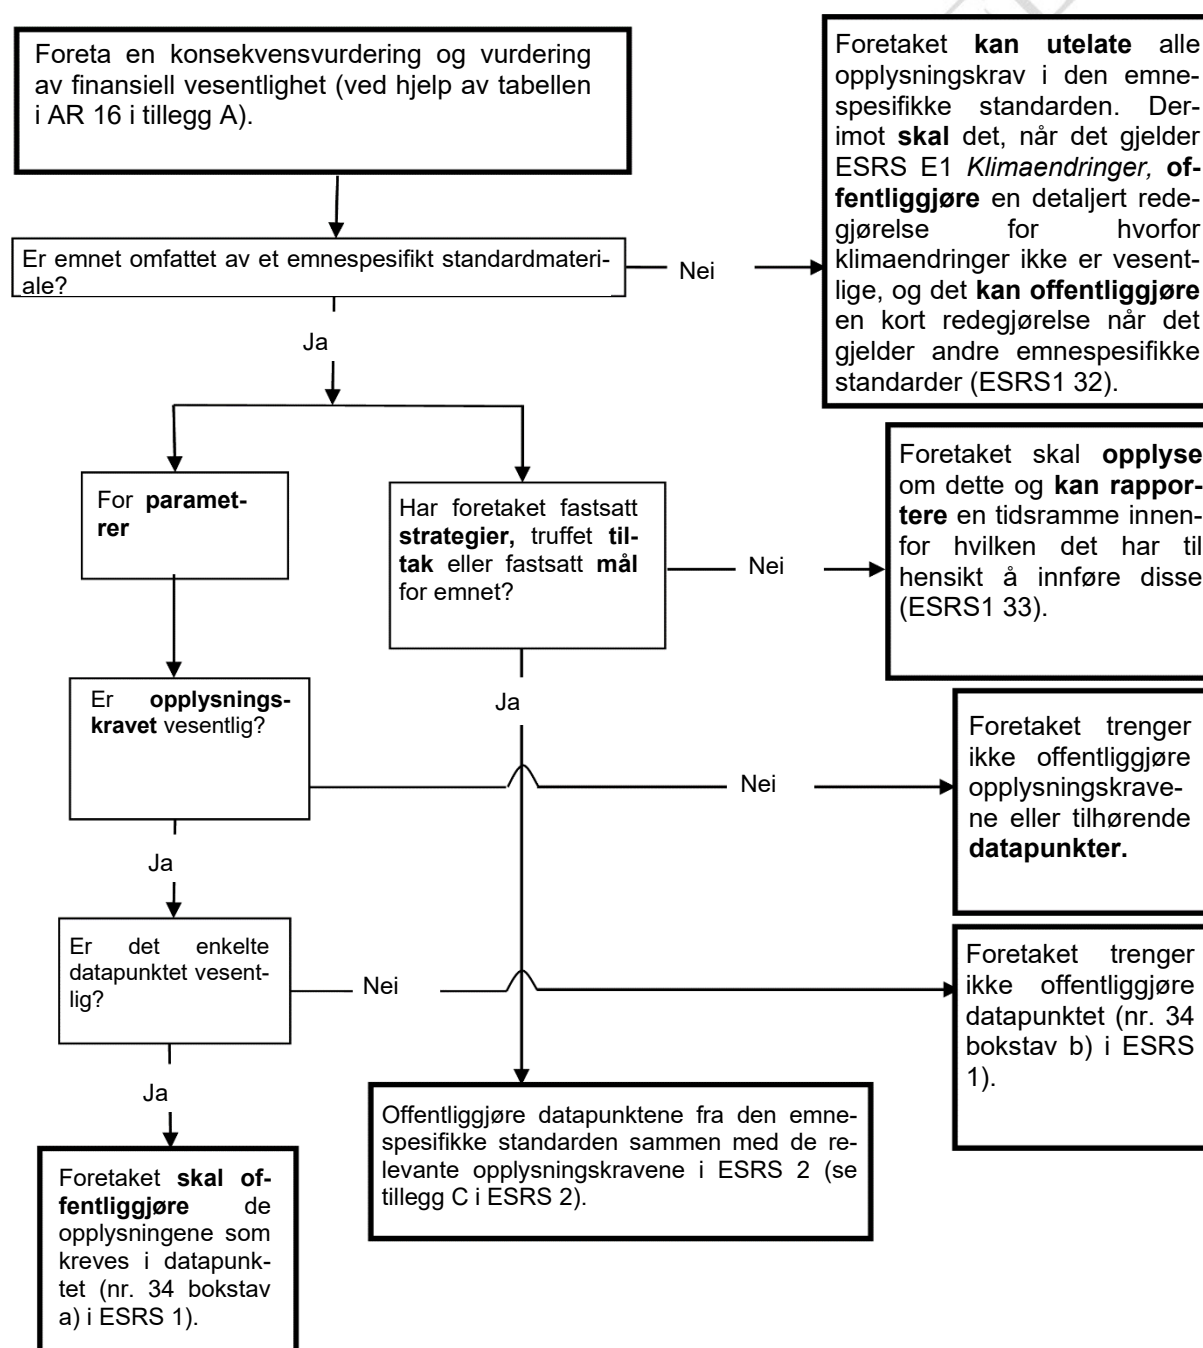 Foreta en konsekvensvurdering og vurdering
av finansiell vesentlighet (ved hjelp av tabellen
i AR 16 i tillegg A).
Foretaket kan utelate alle
opplysningskrav i den emne-
spesifikke standarden. Der-
imot skal det, når det gjelder
ESRS E1 Klimaendringer, of-
fentliggjøre en detaljert rede-
gjørelse for hvorfor
klimaendringer ikke er vesent-
lige, og det kan offentliggjøre
en kort redegjørelse når det
gjelder andre emnespesifikke
standarder (ESRS1 32).
Er emnet omfattet av et emnespesifikt standardmateri-
ale?
Nei
Ja
For paramet-
rer
Har foretaket fastsatt
strategier, truffet til-
tak eller fastsatt mål
for emnet?
Nei
Foretaket skal opplyse
om dette og kan rappor-
tere en tidsramme innen-
for hvilken det har til
hensikt å innføre disse
(ESRS1 33).
Er opplysnings-
kravet vesentlig?
Ja
Nei
Foretaket trenger
ikke offentliggjøre
opplysningskrave-
ne eller tilhørende
datapunkter.
Ja
Er det enkelte
datapunktet vesent-
lig?
Nei
Foretaket trenger
ikke offentliggjøre
datapunktet (nr. 34
bokstav b) i ESRS
1).
Ja
Foretaket skal of-
fentliggjøre de
opplysningene som
kreves i datapunk-
tet (nr. 34 bokstav
a) i ESRS 1).
Offentliggjøre datapunktene fra den emne-
spesifikke standarden sammen med de re-
levante opplysningskravene i ESRS 2 (se
tillegg C i ESRS 2).